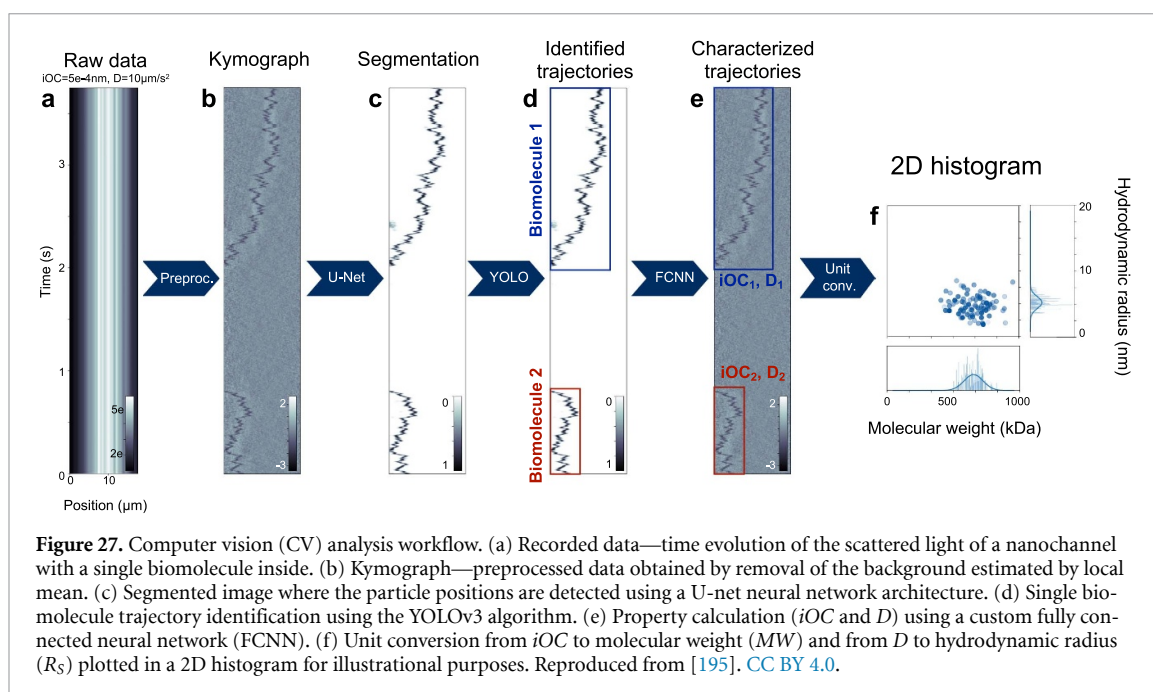 Raw data
iOC=5e-4nm, D=10μm/s²
Kymograph
Segmentation
Identified
trajectories
Characterized
trajectories
a
b
c
d
e
3
2
1
0
Time (s)
0
10
Position (μm)
5e
2e
Preproc.
2
-3
U-Net
0
1
YOLO
Biomolecule 1
Biomolecule 2
0
1
FCNN
iOC₁, D₁
iOC₂, D₂
2
-3
Unit
conv.
2D histogram
f
20
10
0
Hydrodynamic radius (nm)
0
500
1000
Molecular weight (kDa)
Figure 27. Computer vision (CV) analysis workflow. (a) Recorded data—time evolution of the scattered light of a nanochannel
with a single biomolecule inside. (b) Kymograph—preprocessed data obtained by removal of the background estimated by local
mean. (c) Segmented image where the particle positions are detected using a U-net neural network architecture. (d) Single bio-
molecule trajectory identification using the YOLOv3 algorithm. (e) Property calculation (iOC and D) using a custom fully con-
nected neural network (FCNN). (f) Unit conversion from iOC to molecular weight (MW) and from D to hydrodynamic radius
(R_S) plotted in a 2D histogram for illustrational purposes. Reproduced from [195]. CC BY 4.0.